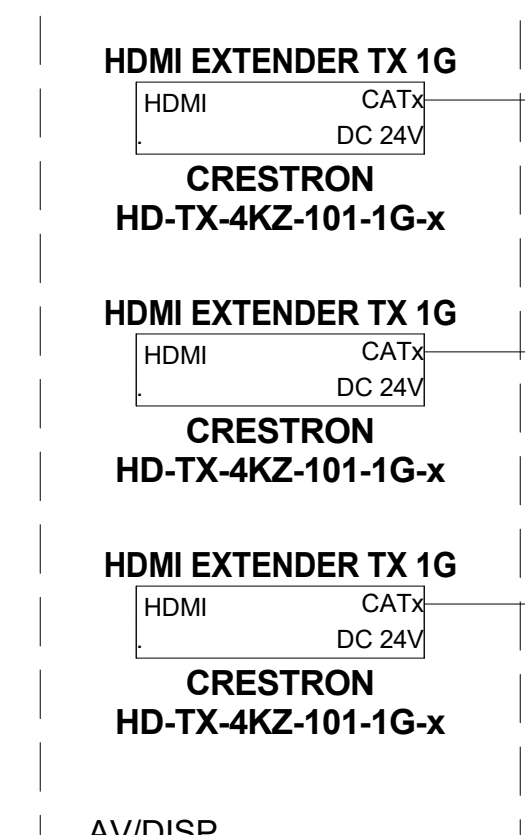 HDMI EXTENDER TX 1G
HDMI CATx
. DC 24V
CRESTRON
HD-TX-4KZ-101-1G-x
HDMI EXTENDER TX 1G
HDMI CATx
. DC 24V
CRESTRON
HD-TX-4KZ-101-1G-x
HDMI EXTENDER TX 1G
HDMI CATx
. DC 24V
CRESTRON
HD-TX-4KZ-101-1G-x
AV/DISP